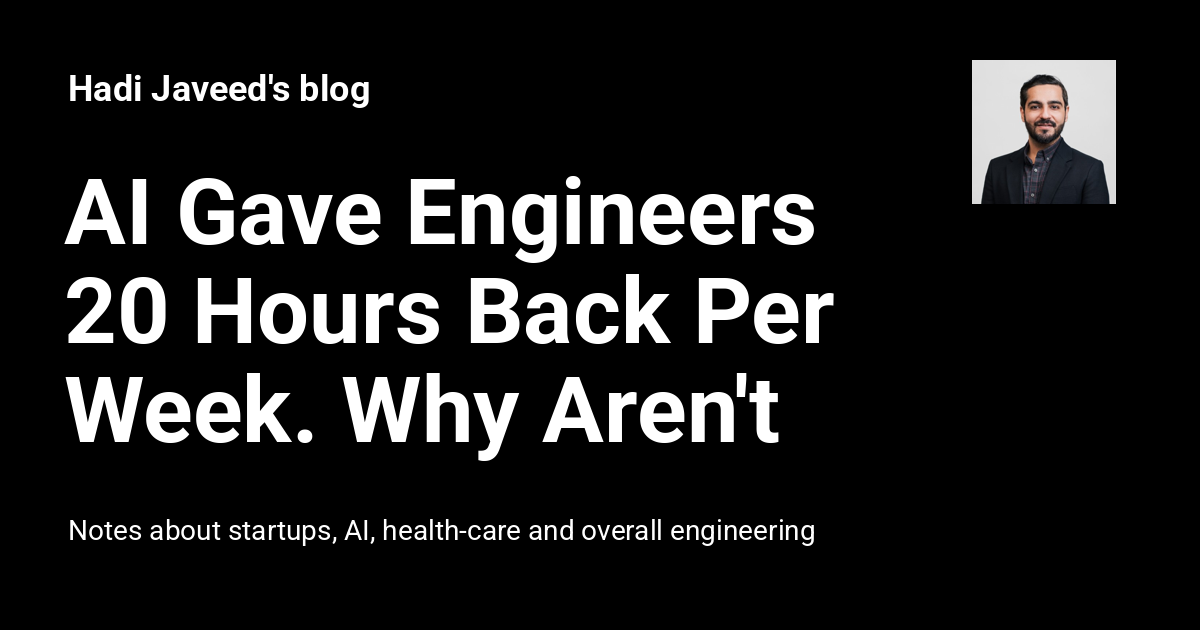 Hadi Javeed's blog
AI Gave Engineers
20 Hours Back Per
Week. Why Aren't
Notes about startups, AI, health-care and overall engineering